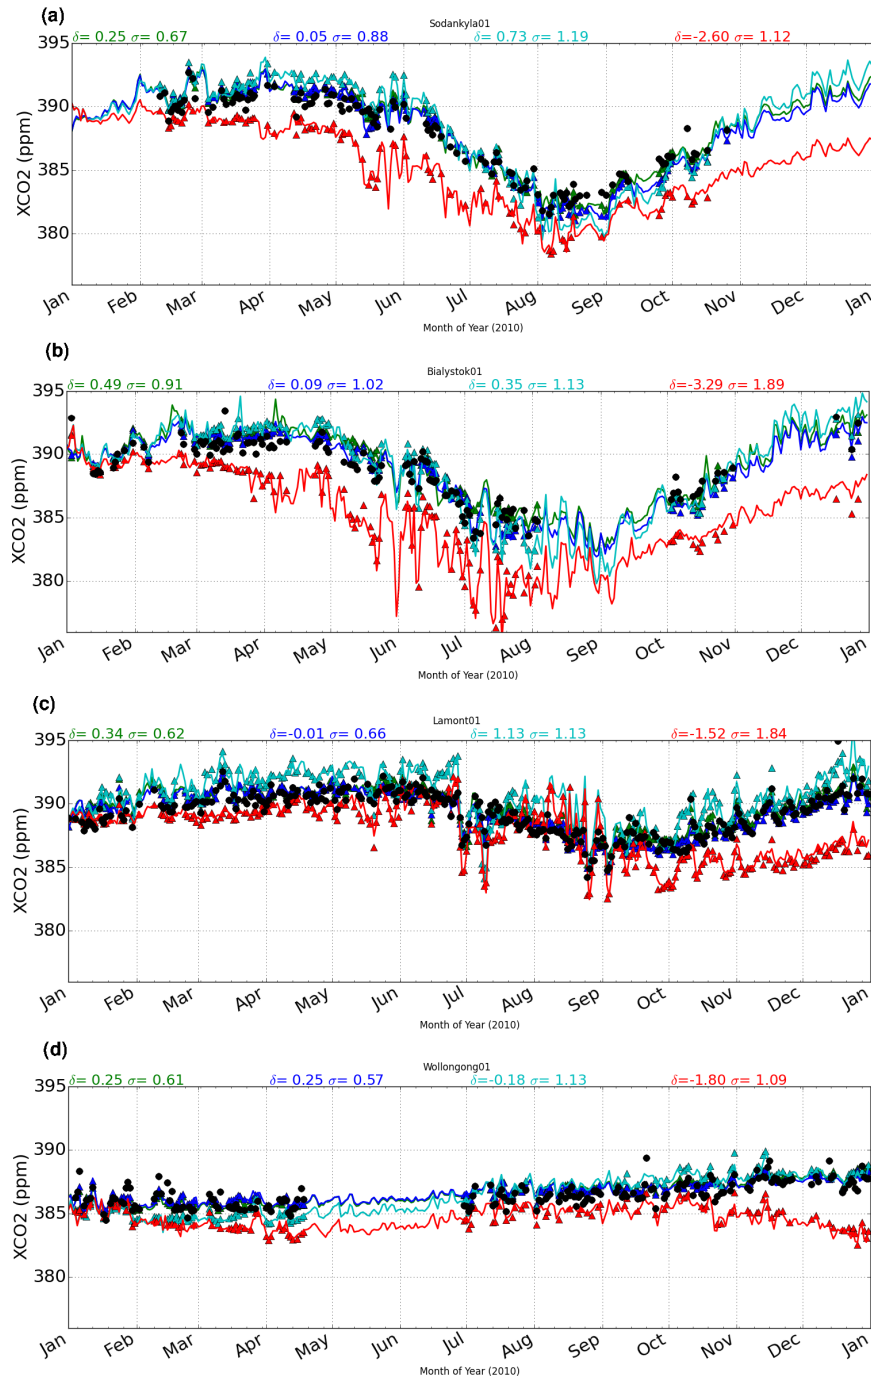 (a)
Sodankyla01
δ= 0.25 σ= 0.67 0.05 σ= 0.88 δ= 0.73 σ= 1.19 δ=-2.60 σ= 1.12
395
390
385
380
XCO2 (ppm)
Jan Feb Mar Apr May Jun Jul Aug Sep Oct Nov Dec Jan
Month of Year (2010)
(b)
Bialystok01
δ= 0.49 σ= 0.91 δ= 0.09 σ= 1.02 δ= 0.35 σ= 1.13 δ=-3.29 σ= 1.89
395
390
385
380
XCO2 (ppm)
Jan Feb Mar Apr May Jun Jul Aug Sep Oct Nov Dec Jan
Month of Year (2010)
(c)
Lamont01
δ= 0.34 σ= 0.62 δ=-0.01 σ= 0.66 δ= 1.13 σ= 1.13 δ=-1.52 σ= 1.84
395
390
385
380
XCO2 (ppm)
Jan Feb Mar Apr May Jun Jul Aug Sep Oct Nov Dec Jan
Month of Year (2010)
(d)
Wollongong01
δ= 0.25 σ= 0.61 δ= 0.25 σ= 0.57 δ=-0.18 σ= 1.13 δ=-1.80 σ= 1.09
395
390
385
380
XCO2 (ppm)
Jan Feb Mar Apr May Jun Jul Aug Sep Oct Nov Dec Jan
Month of Year (2010)